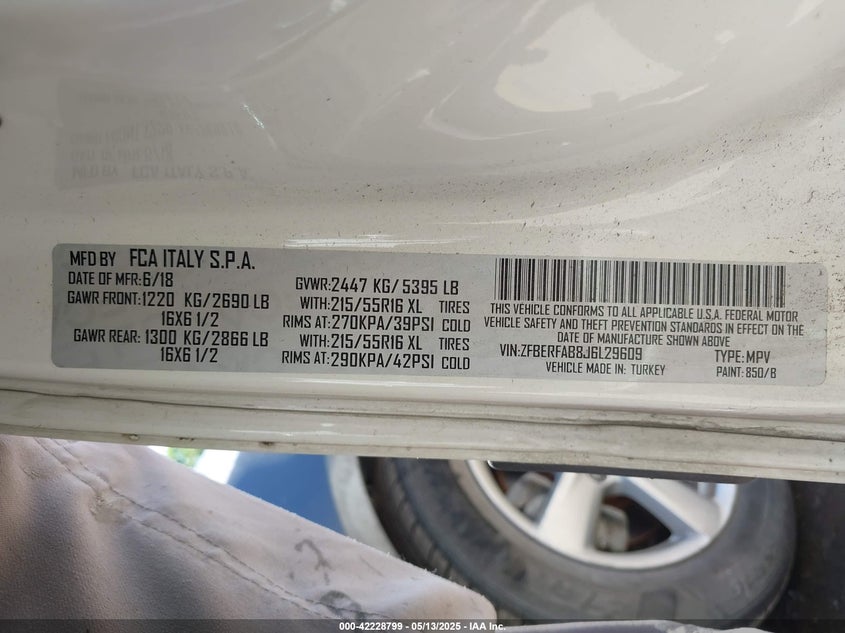 MFD BY FCA ITALY S.P.A.
DATE OF MFR:6/18
GAWR FRONT:1220 KG/2690 LB
16X6 1/2
GAWR REAR: 1300 KG/2866 LB
16X6 1/2
GVWR:2447 KG/5395 LB
WITH:215/55R16 XL TIRES
RIMS AT:270KPA/39PSI COLD
WITH:215/55R16 XL TIRES
RIMS AT:290KPA/42PSI COLD
THIS VEHICLE CONFORMS TO ALL APPLICABLE U.S.A. FEDERAL MOTOR
VEHICLE SAFETY AND THEFT PREVENTION STANDARDS IN EFFECT ON THE
DATE OF MANUFACTURE SHOWN ABOVE
VIN:ZFBERFAB8J6L29609 TYPE: MPV
VEHICLE MADE IN: TURKEY PAINT: 850/B
000-42228799 — 05/13/2025 — IAA Inc.